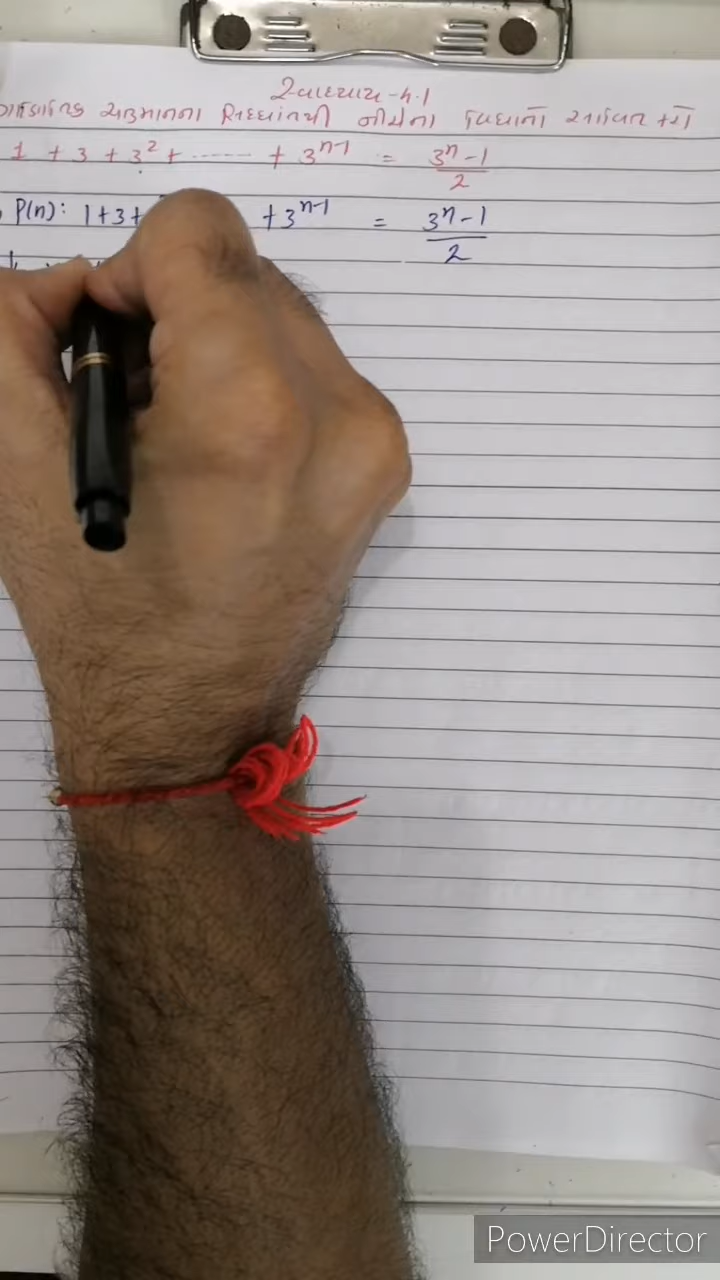 સ્વાધ્યાય-4.1
ગાણિતિક અનુમાનના સિદ્ધાંતથી નીચેના વિધાનો સાબિત કરો
1 + 3 + 3² + ...... + 3ⁿ⁻¹ = (3ⁿ - 1)/2
P(n): 1 + 3 + + 3ⁿ⁻¹ = (3ⁿ - 1)/2
PowerDirector